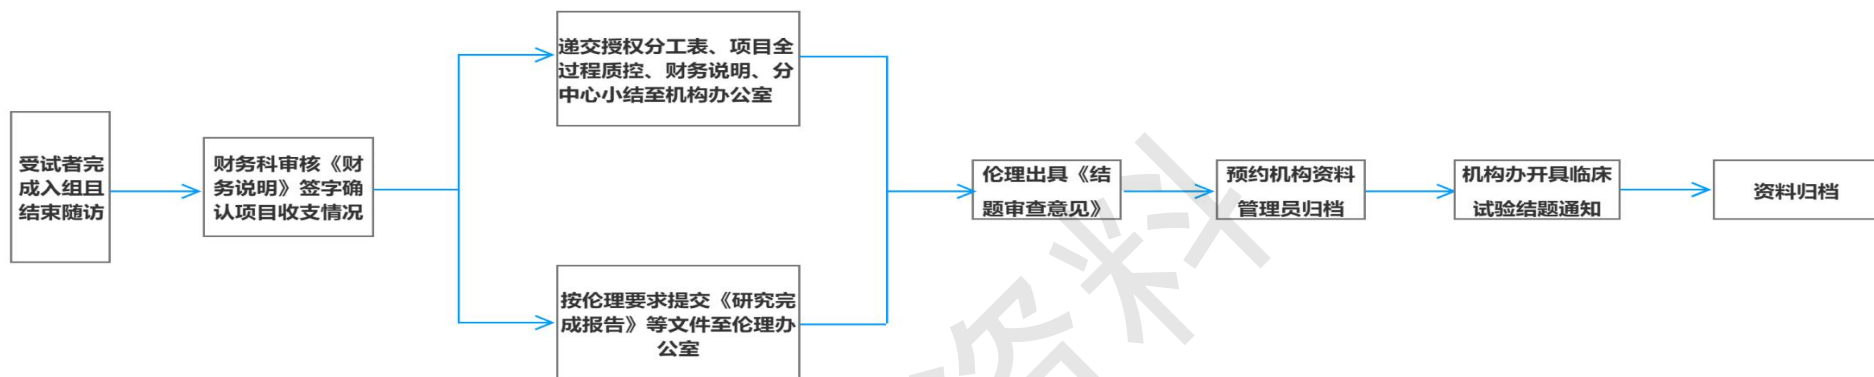 受试者完
成入组且
结束随访
财务科审核《财
务说明》签字确
认项目收支情况
递交授权分工表、项目全
过程质控、财务说明、分
中心小结至机构办公室
按伦理要求提交《研究完
成报告》等文件至伦理办
公室
伦理出具《结
题审查意见》
预约机构资料
管理员归档
机构办开具临床
试验结题通知
资料归档
资料